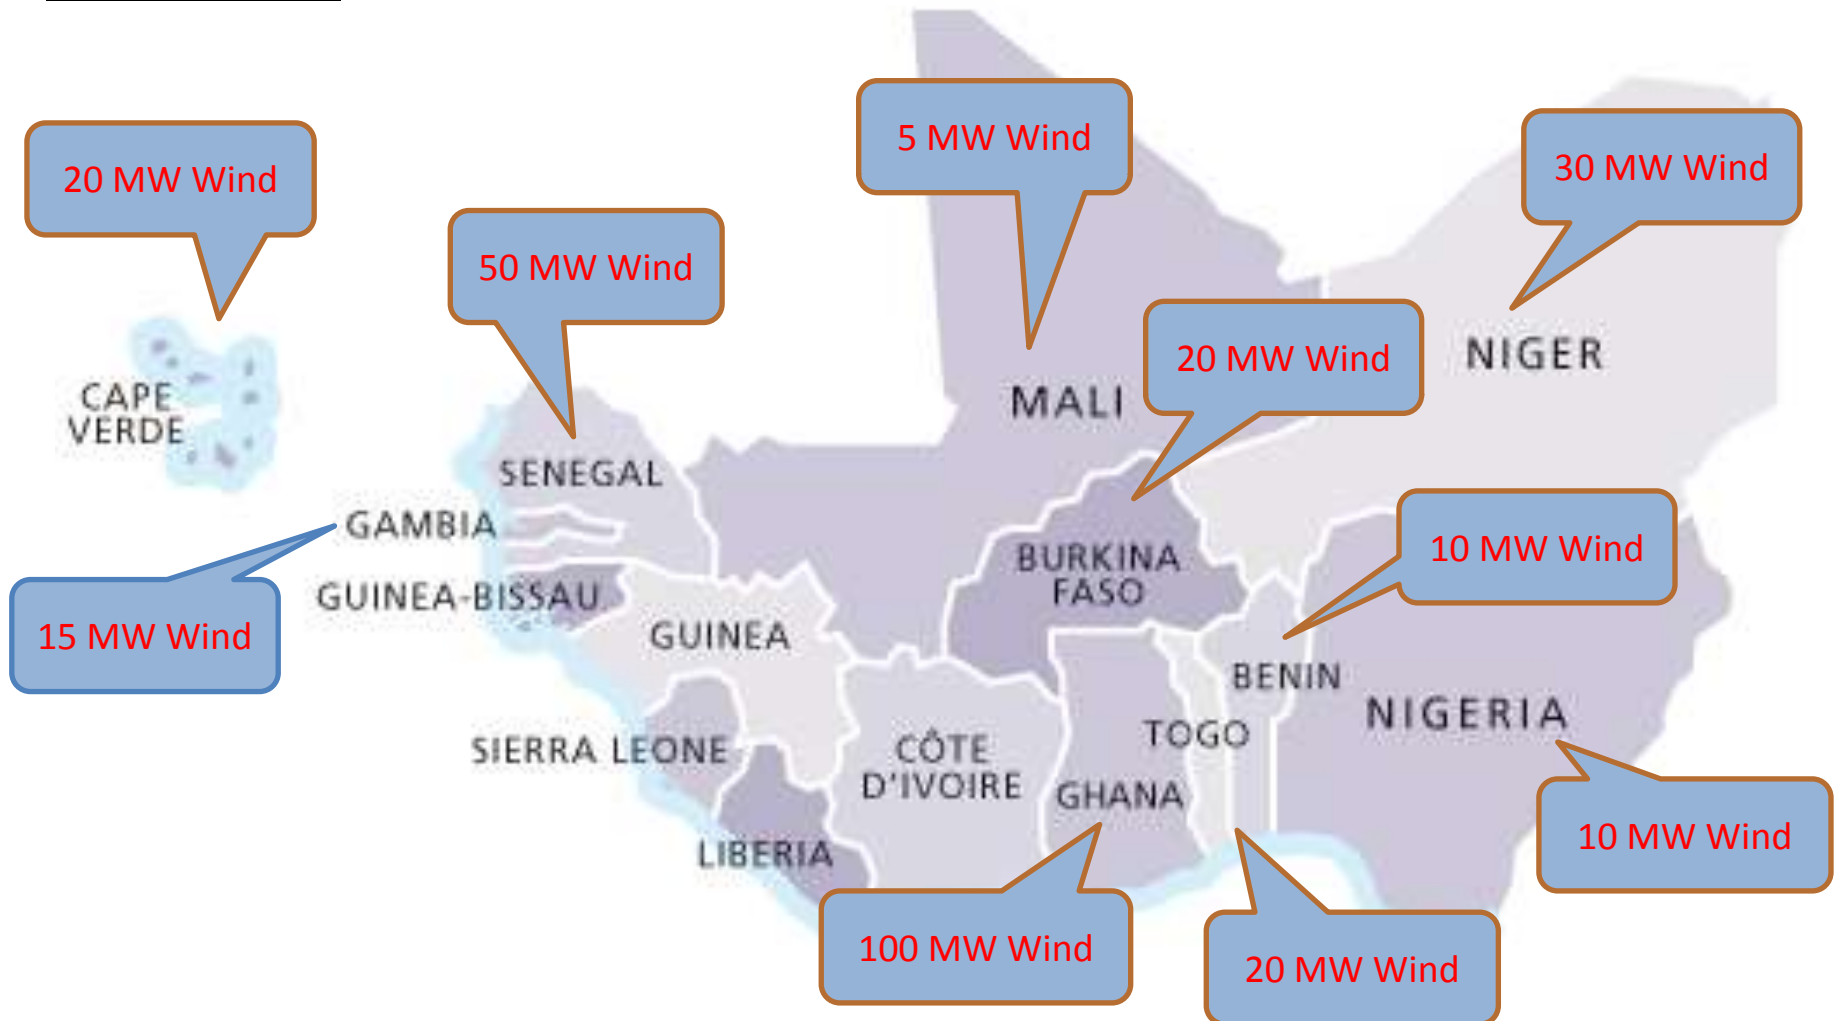 5 MW Wind
30 MW Wind
20 MW Wind
50 MW Wind
20 MW Wind
NIGER
MALI
CAPE
VERDE
SENEGAL
GAMBIA
10 MW Wind
BURKINA
FASO
GUINEA-BISSAU
15 MW Wind
GUINEA
BENIN
NIGERIA
TOGO
SIERRA LEONE
CÔTE
D'IVOIRE
GHANA
10 MW Wind
LIBERIA
100 MW Wind
20 MW Wind